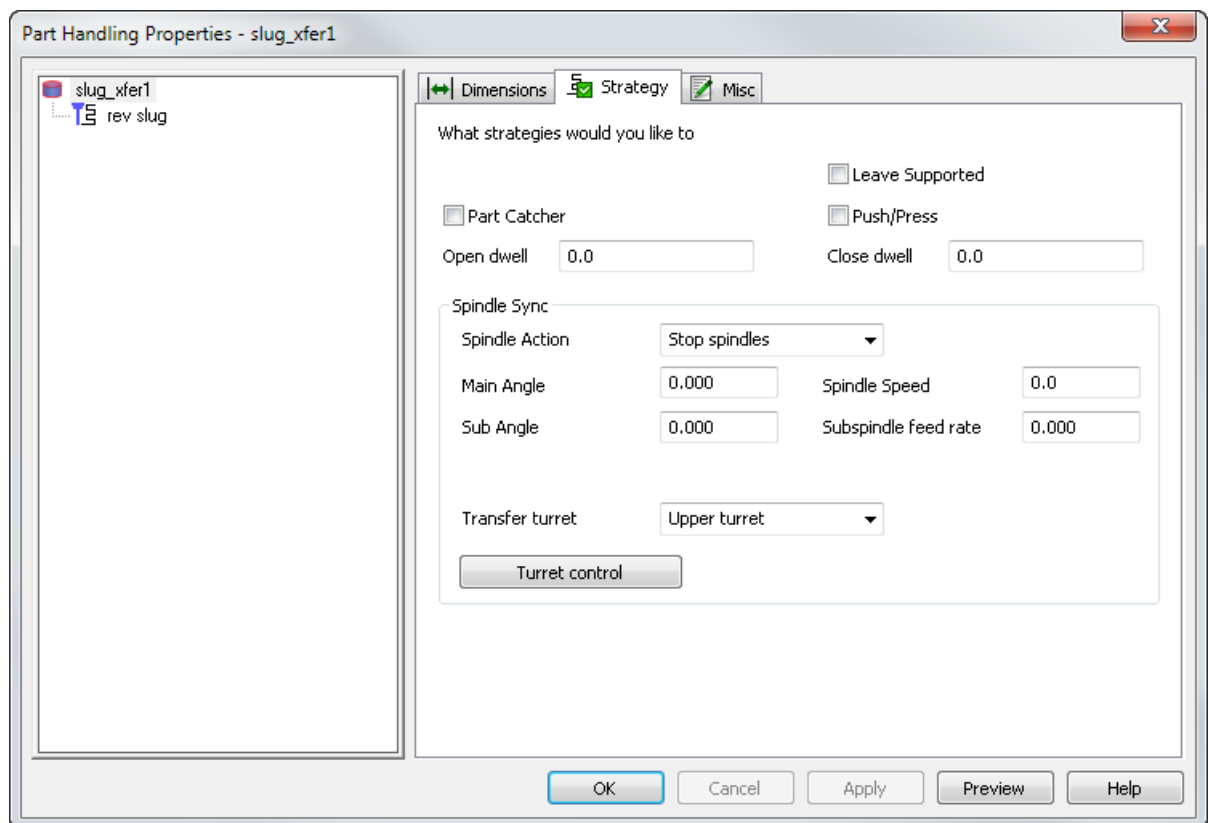 Part Handling Properties - slug_xfer1
slug_xfer1
rev slug
Dimensions
Strategy
Misc
What strategies would you like to
Leave Supported
Part Catcher
Push/Press
Open dwell
0.0
Close dwell
0.0
Spindle Sync
Spindle Action
Stop spindles
Main Angle
0.000
Spindle Speed
0.0
Sub Angle
0.000
Subspindle feed rate
0.000
Transfer turret
Upper turret
Turret control
OK
Cancel
Apply
Preview
Help